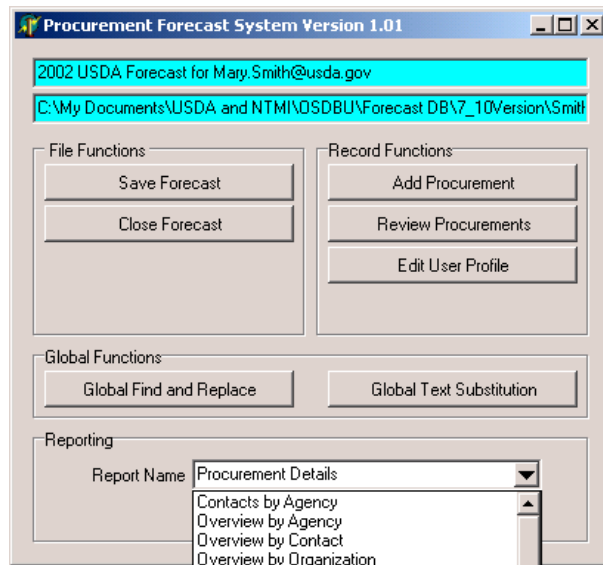 Procurement Forecast System Version 1.01
2002 USDA Forecast for Mary.Smith@usda.gov
C:\My Documents\USDA and NTMI\OSDBU\Forecast DB\7_10Version\Smith
File Functions
Save Forecast
Close Forecast
Record Functions
Add Procurement
Review Procurements
Edit User Profile
Global Functions
Global Find and Replace
Global Text Substitution
Reporting
Report Name Procurement Details
Contacts by Agency
Overview by Agency
Overview by Contact
Overview by Organization